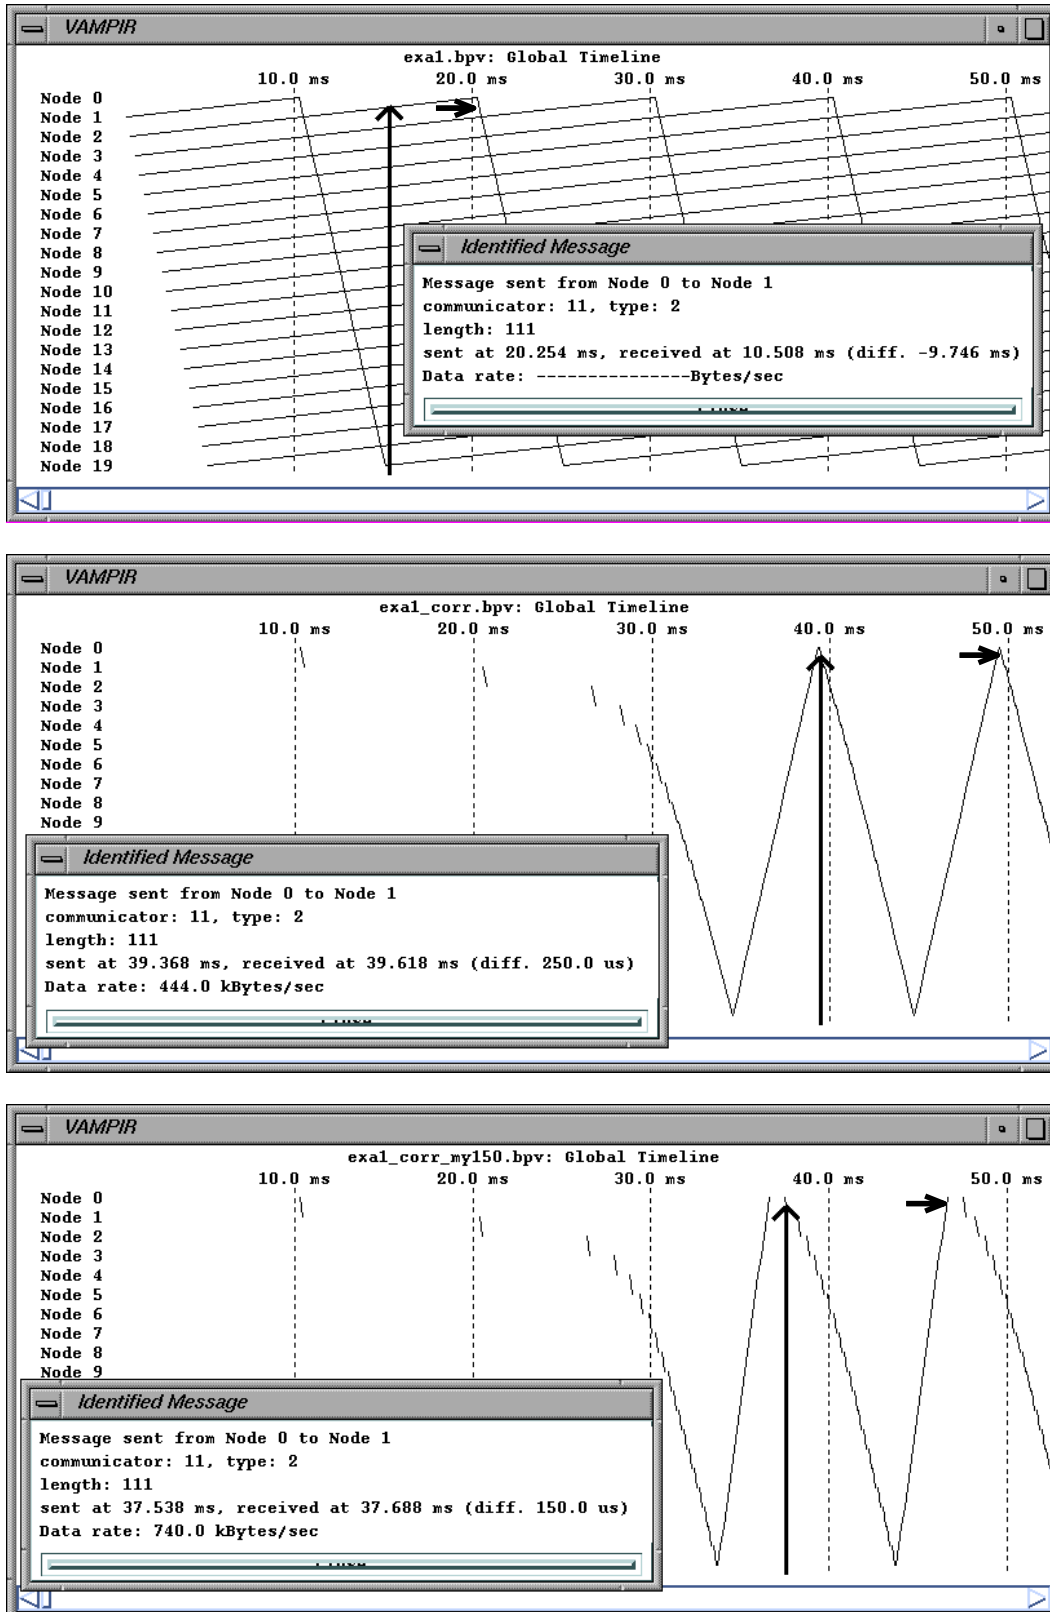 VAMPIR
exa1.bpv: Global Timeline
10.0 ms 20.0 ms 30.0 ms 40.0 ms 50.0 ms
Node 0
Node 1
Node 2
Node 3
Node 4
Node 5
Node 6
Node 7
Node 8
Node 9
Node 10
Node 11
Node 12
Node 13
Node 14
Node 15
Node 16
Node 17
Node 18
Node 19
Identified Message
Message sent from Node 0 to Node 1
communicator: 11, type: 2
length: 111
sent at 20.254 ms, received at 10.508 ms (diff. -9.746 ms)
Data rate: ---------------Bytes/sec
VAMPIR
exa1_corr.bpv: Global Timeline
10.0 ms 20.0 ms 30.0 ms 40.0 ms 50.0 ms
Node 0
Node 1
Node 2
Node 3
Node 4
Node 5
Node 6
Node 7
Node 8
Node 9
Identified Message
Message sent from Node 0 to Node 1
communicator: 11, type: 2
length: 111
sent at 39.368 ms, received at 39.618 ms (diff. 250.0 us)
Data rate: 444.0 kBytes/sec
VAMPIR
exa1_corr_my150.bpv: Global Timeline
10.0 ms 20.0 ms 30.0 ms 40.0 ms 50.0 ms
Node 0
Node 1
Node 2
Node 3
Node 4
Node 5
Node 6
Node 7
Node 8
Node 9
Identified Message
Message sent from Node 0 to Node 1
communicator: 11, type: 2
length: 111
sent at 37.538 ms, received at 37.688 ms (diff. 150.0 us)
Data rate: 740.0 kBytes/sec